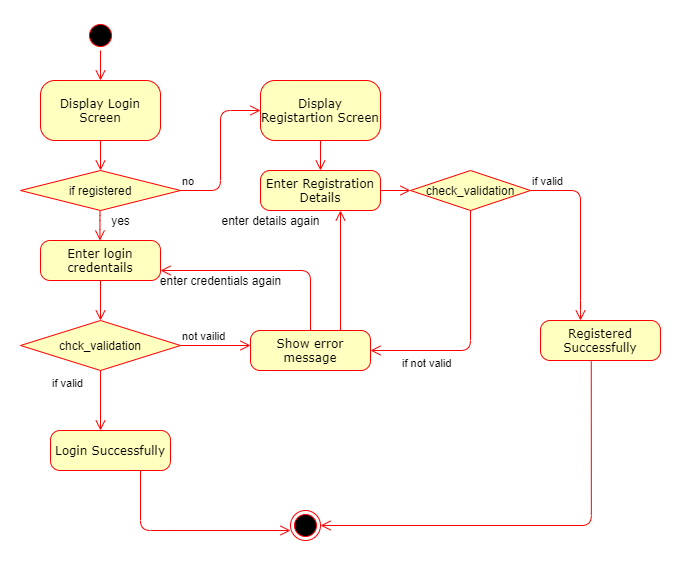 Display Login
Screen
Display
Registartion Screen
if registered
no
Enter Registration
Details
check_validation
if valid
yes
enter details again
Enter login
credentails
enter credentials again
chck_validation
not vailid
Show error
message
if not valid
Registered
Successfully
if valid
Login Successfully